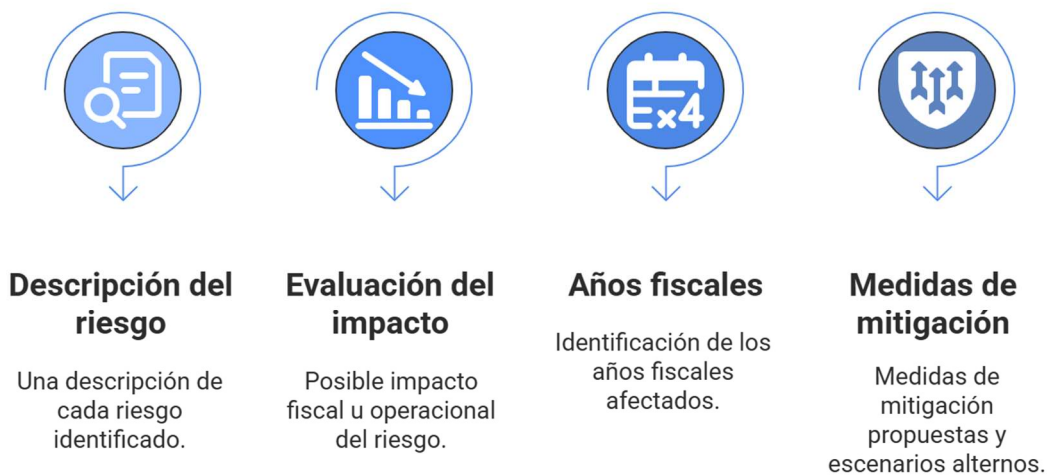 x4
Descripción del
riesgo
Una descripción de
cada riesgo
identificado.
Evaluación del
impacto
Posible impacto
fiscal u operacional
del riesgo.
Años fiscales
Identificación de los
años fiscales
afectados.
Medidas de
mitigación
Medidas de
mitigación
propuestas y
escenarios alternos.